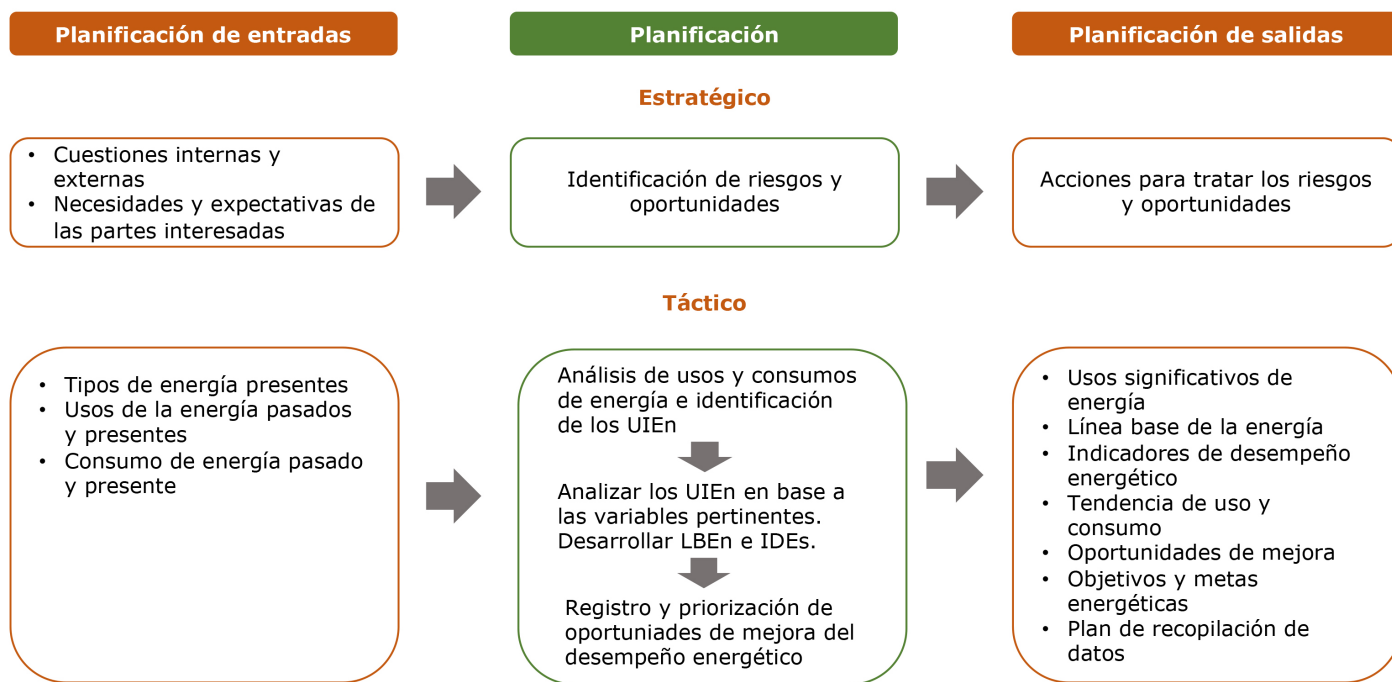 Planificación de entradas
Planificación
Planificación de salidas
Estratégico
• Cuestiones internas y
externas
• Necesidades y expectativas de
las partes interesadas
Identificación de riesgos y
oportunidades
Acciones para tratar los riesgos
y oportunidades
Táctico
• Tipos de energía presentes
• Usos de la energía pasados
y presentes
• Consumo de energía pasado
y presente
Análisis de usos y consumos
de energía e identificación
de los UIEn
Analizar los UIEn en base a
las variables pertinentes.
Desarrollar LBEn e IDEs.
Registro y priorización de
oportuniades de mejora del
desempeño energético
• Usos significativos de
energía
• Línea base de la energía
• Indicadores de desempeño
energético
• Tendencia de uso y
consumo
• Oportunidades de mejora
• Objetivos y metas
energéticas
• Plan de recopilación de
datos